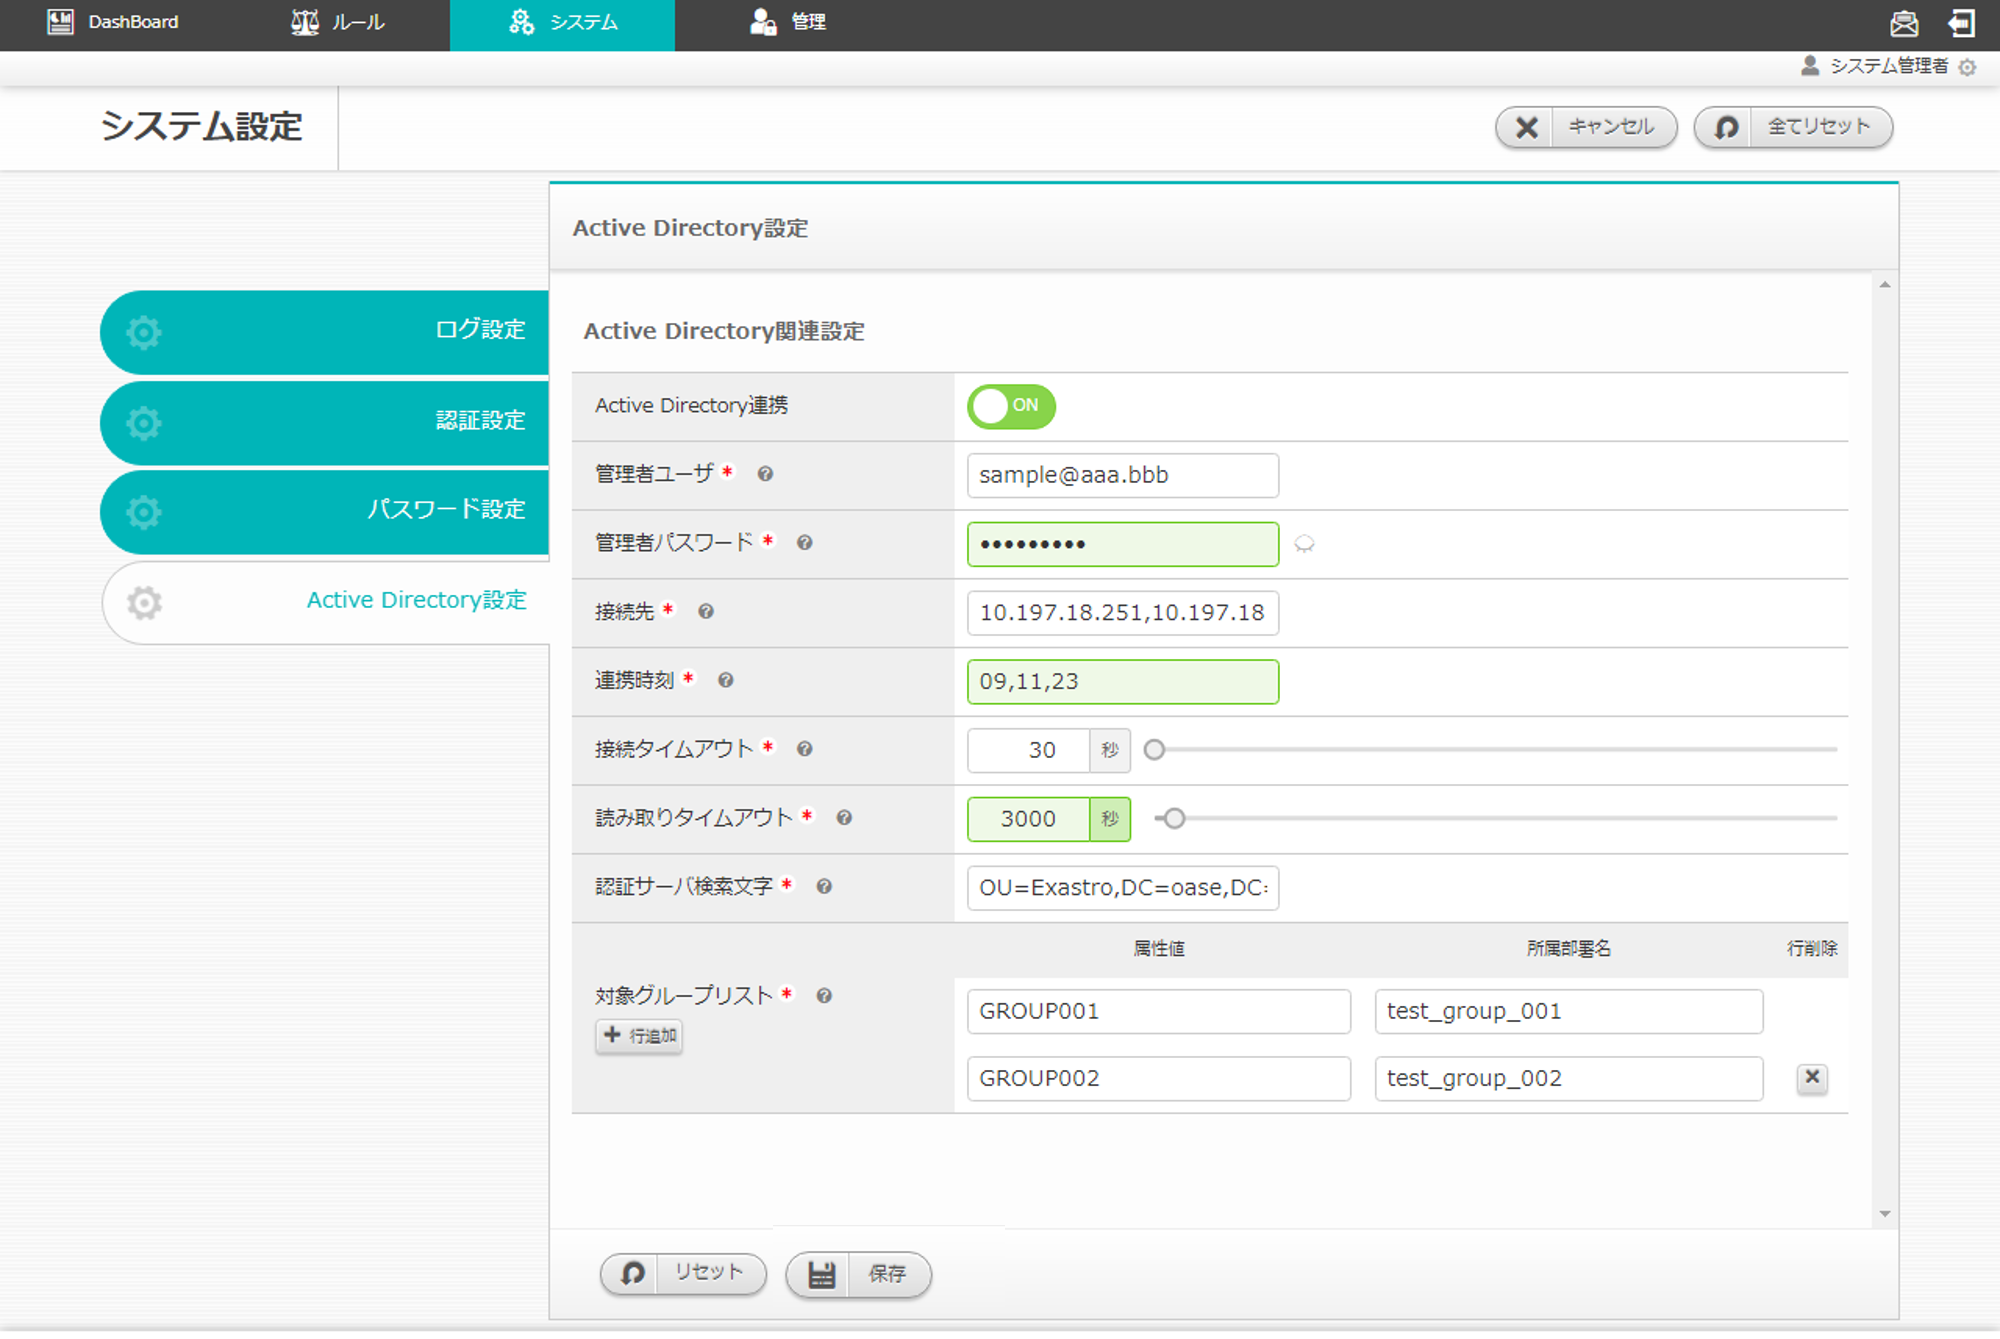 DashBoard ルール システム 管理
システム管理者
システム設定 キャンセル 全てリセット
Active Directory設定
ログ設定
認証設定
パスワード設定
Active Directory設定
Active Directory関連設定
Active Directory連携 ON
管理者ユーザ * sample@aaa.bbb
管理者パスワード * •••••••••
接続先 * 10.197.18.251,10.197.18
連携時刻 * 09,11,23
接続タイムアウト * 30 秒
読み取りタイムアウト * 3000 秒
認証サーバ検索文字 * OU=Exastro,DC=oase,DC=
属性値 所属部署名 行削除
対象グループリスト *
行追加
GROUP001 test_group_001
GROUP002 test_group_002
リセット 保存